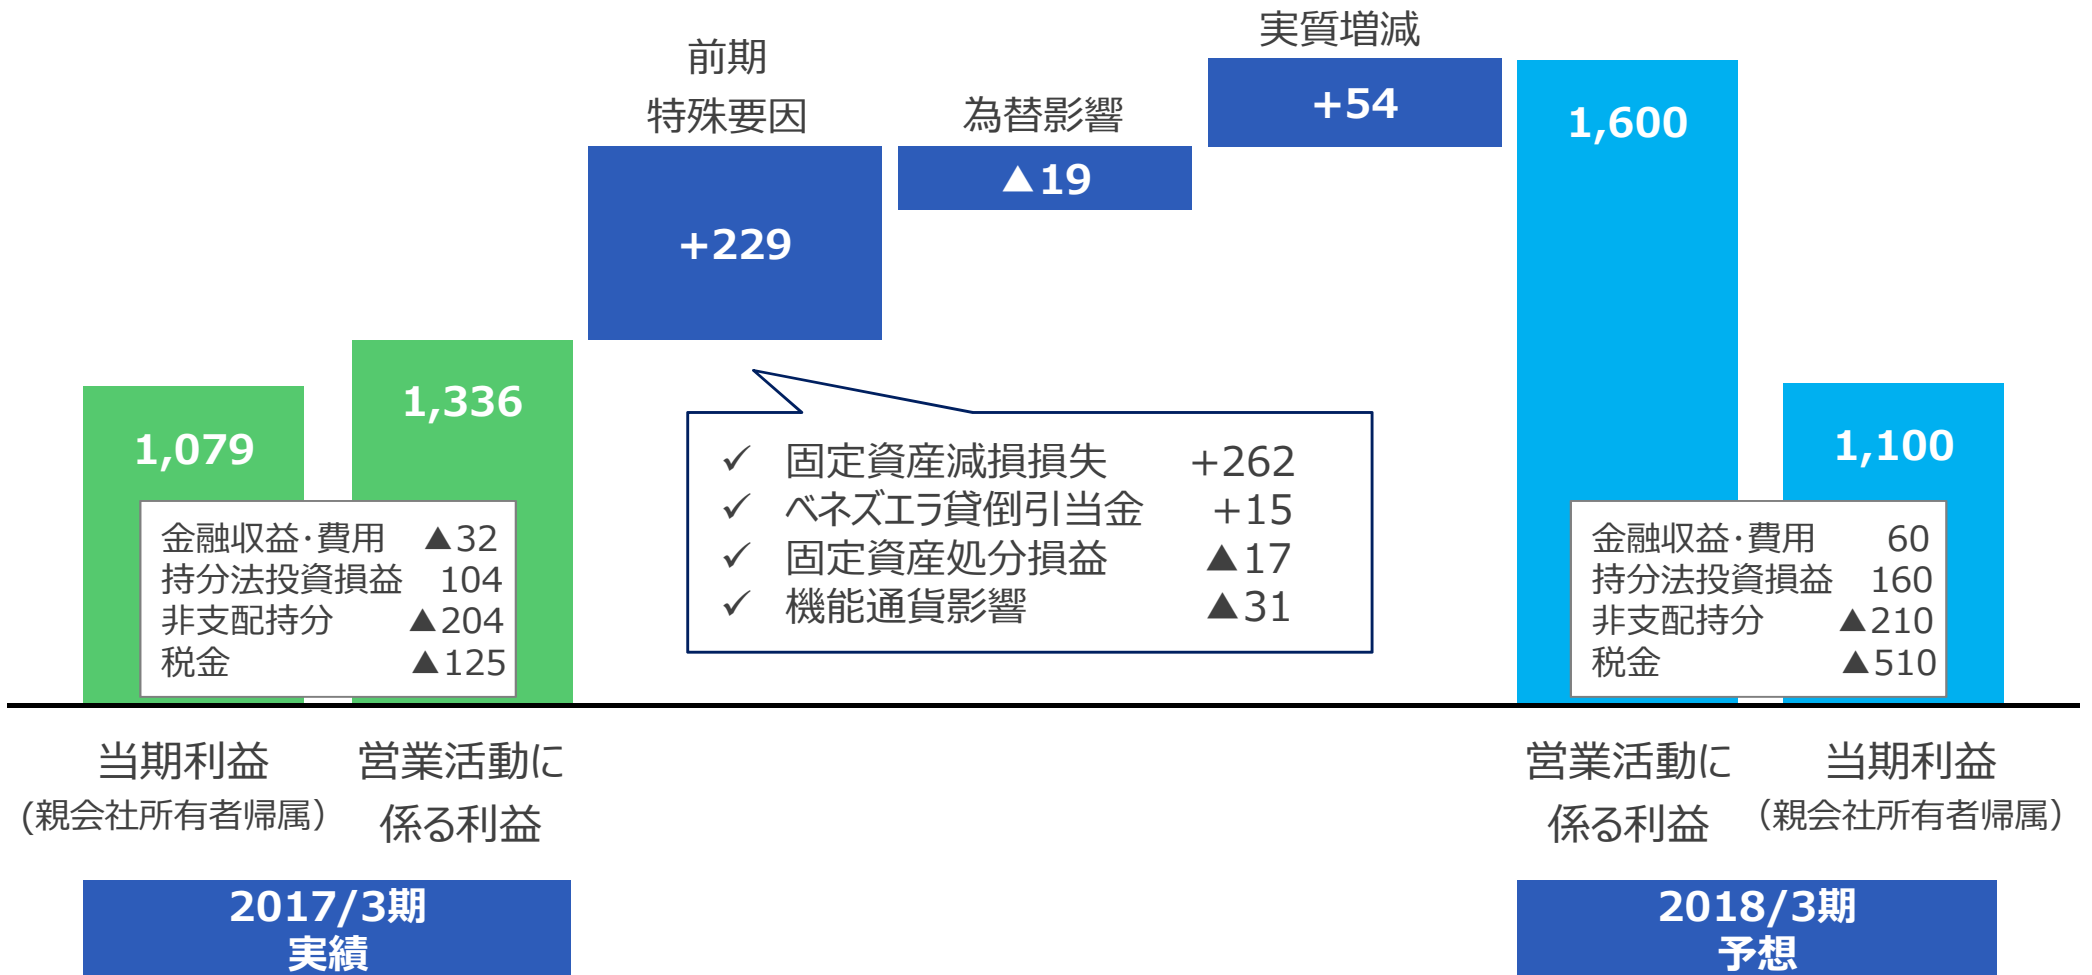 前期
特殊要因
為替影響
実質増減
+229
▲19
+54
1,079
1,336
金融収益・費用 ▲32
持分法投資損益 104
非支配持分 ▲204
税金 ▲125
✓ 固定資産減損損失 +262
✓ ベネズエラ貸倒引当金 +15
✓ 固定資産処分損益 ▲17
✓ 機能通貨影響 ▲31
1,600
1,100
金融収益・費用 60
持分法投資損益 160
非支配持分 ▲210
税金 ▲510
当期利益
(親会社所有者帰属）
営業活動に
係る利益
営業活動に
係る利益
当期利益
（親会社所有者帰属）
2017/3期
実績
2018/3期
予想